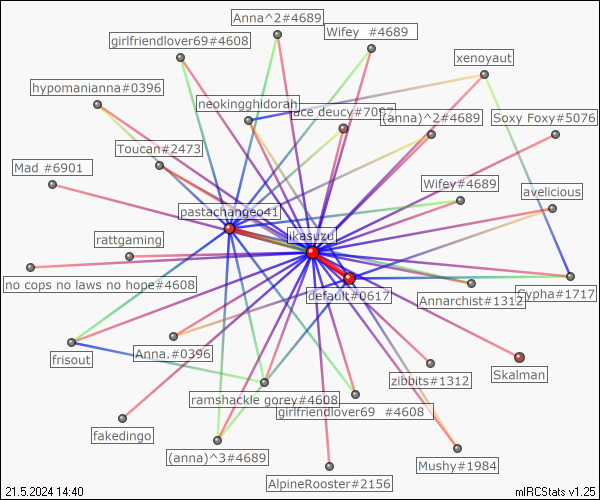 Anna^2#4689
Wifey #4689
girlfriendlover69#4608
xenoyaut
hypomanianna#0396
neokingghidorah
ace deucy#7007
(anna)^2#4689
Soxy Foxy#5076
Toucan#2473
Mad #6901
Wifey#4689
avelicious
pastachangeo41
ikasuzu
rattgaming
no cops no laws no hope#4608
default#0617
Annarchist#1312
Cypha#1717
frisout
Anna.#0396
zibbits#1312
Skalman
ramshackle gorey#4608
girlfriendlover69 #4608
fakedingo
(anna)^3#4689
Mushy#1984
AlpineRooster#2156
21.5.2024 14:40
mIRCStats v1.25